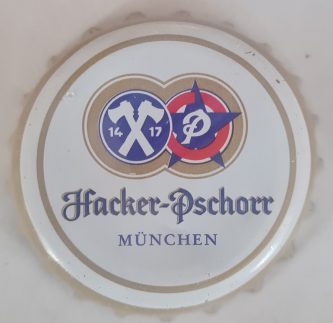 14 17
P
Hacker-Pschorr
MÜNCHEN